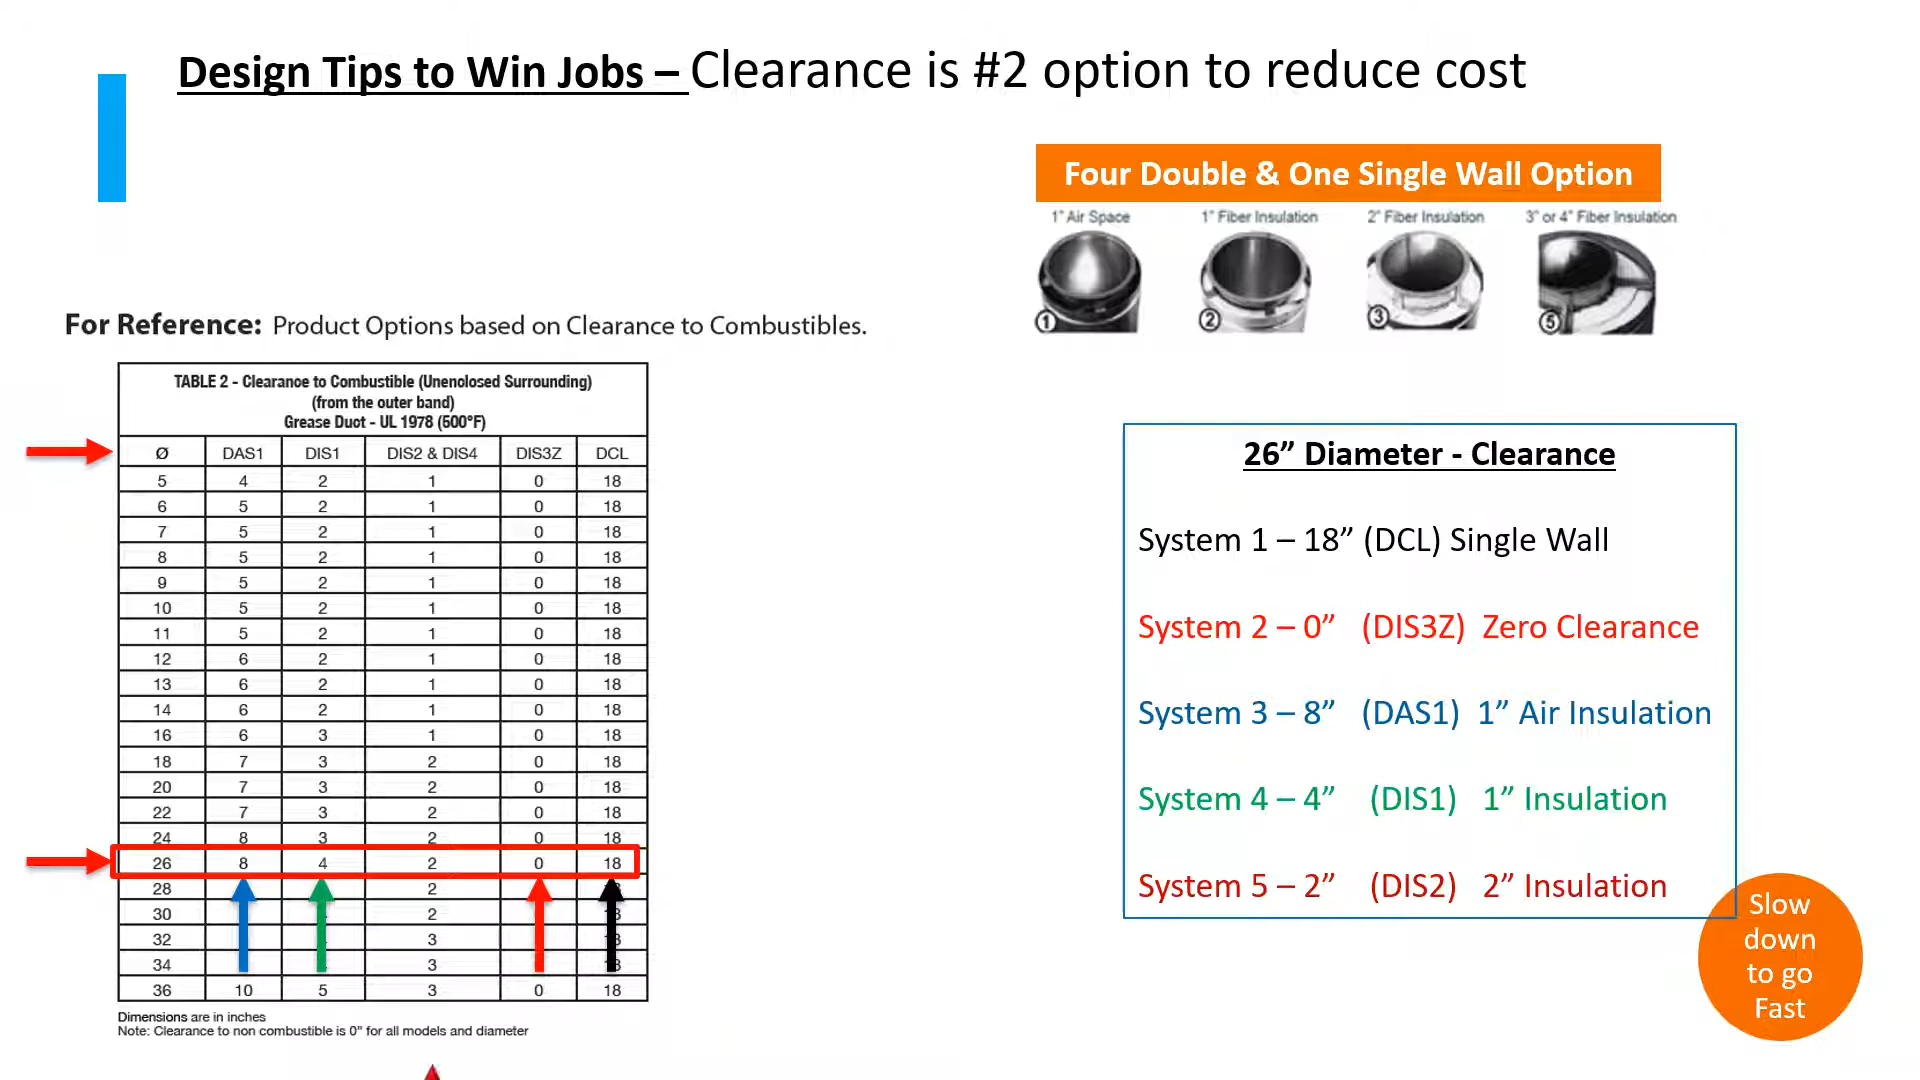 Design Tips to Win Jobs – Clearance is #2 option to reduce cost
Four Double & One Single Wall Option
1" Air Space 1" Fiber Insulation 2" Fiber Insulation 3" or 4" Fiber Insulation
1 2 3 5
For Reference: Product Options based on Clearance to Combustibles.
TABLE 2 - Clearance to Combustible (Unenolosed Surrounding)
(from the outer band)
Grease Duot - UL 1978 (500°F)
Ø DAS1 DIS1 DIS2 & DIS4 DIS3Z DCL
5 4 2 1 0 18
6 5 2 1 0 18
7 5 2 1 0 18
8 5 2 1 0 18
9 5 2 1 0 18
10 5 2 1 0 18
11 5 2 1 0 18
12 6 2 1 0 18
13 6 2 1 0 18
14 6 2 1 0 18
16 6 3 1 0 18
18 7 3 2 0 18
20 7 3 2 0 18
22 7 3 2 0 18
24 8 3 2 0 18
26 8 4 2 0 18
28 2
30 2
32 3
34 3
36 10 5 3 0 18
Dimensions are in inches
Note: Clearance to non combustible is 0" for all models and diameter
26” Diameter - Clearance
System 1 – 18” (DCL) Single Wall
System 2 – 0” (DIS3Z) Zero Clearance
System 3 – 8” (DAS1) 1” Air Insulation
System 4 – 4” (DIS1) 1” Insulation
System 5 – 2” (DIS2) 2” Insulation
Slow
down
to go
Fast